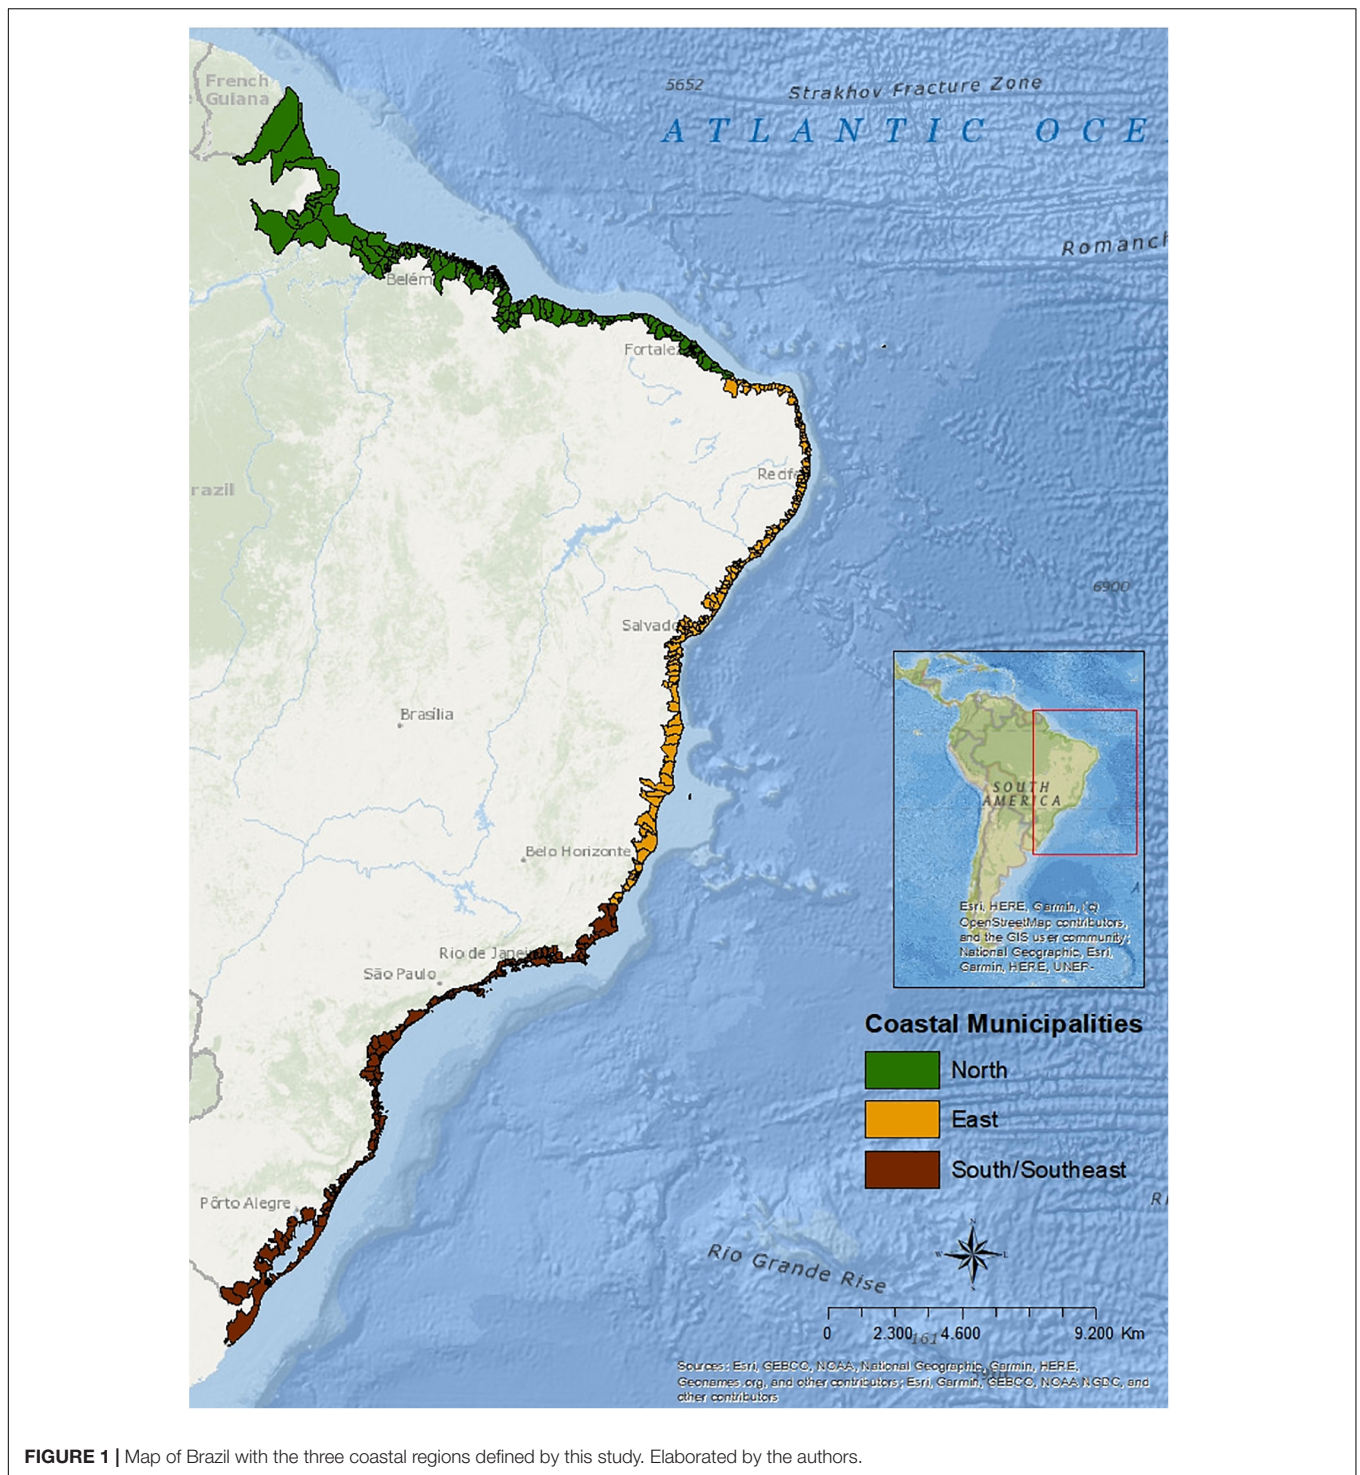 French
Guiana
5652
Strakhov Fracture Zone
ATLANTIC OCE
Romanch
Belém
Fortalez
razil
Recife
6900
Salvado
Brasília
SOUTH
AMERICA
Belo Horizonte
A
Esri, HERE, Garmin, (c)
OpenStreetMap contributors,
and the GIS user community;
National Geographic, Esri,
Garmin, HERE, UNEP-
Rio de Janei
São Paulo
Coastal Municipalities
North
East
South/Southeast
Pôrto Alegre
RI
N
W L
S
Rio Grande Rise
0 2.300 4.600 9.200 Km
161
Sources: Esri, GEBCO, NOAA, National Geographic, Garmin, HERE,
Geonames.org, and other contributors; Esri, Garmin, GEBCO, NOAA NGDC, and
other contributors
FIGURE 1 | Map of Brazil with the three coastal regions defined by this study. Elaborated by the authors.